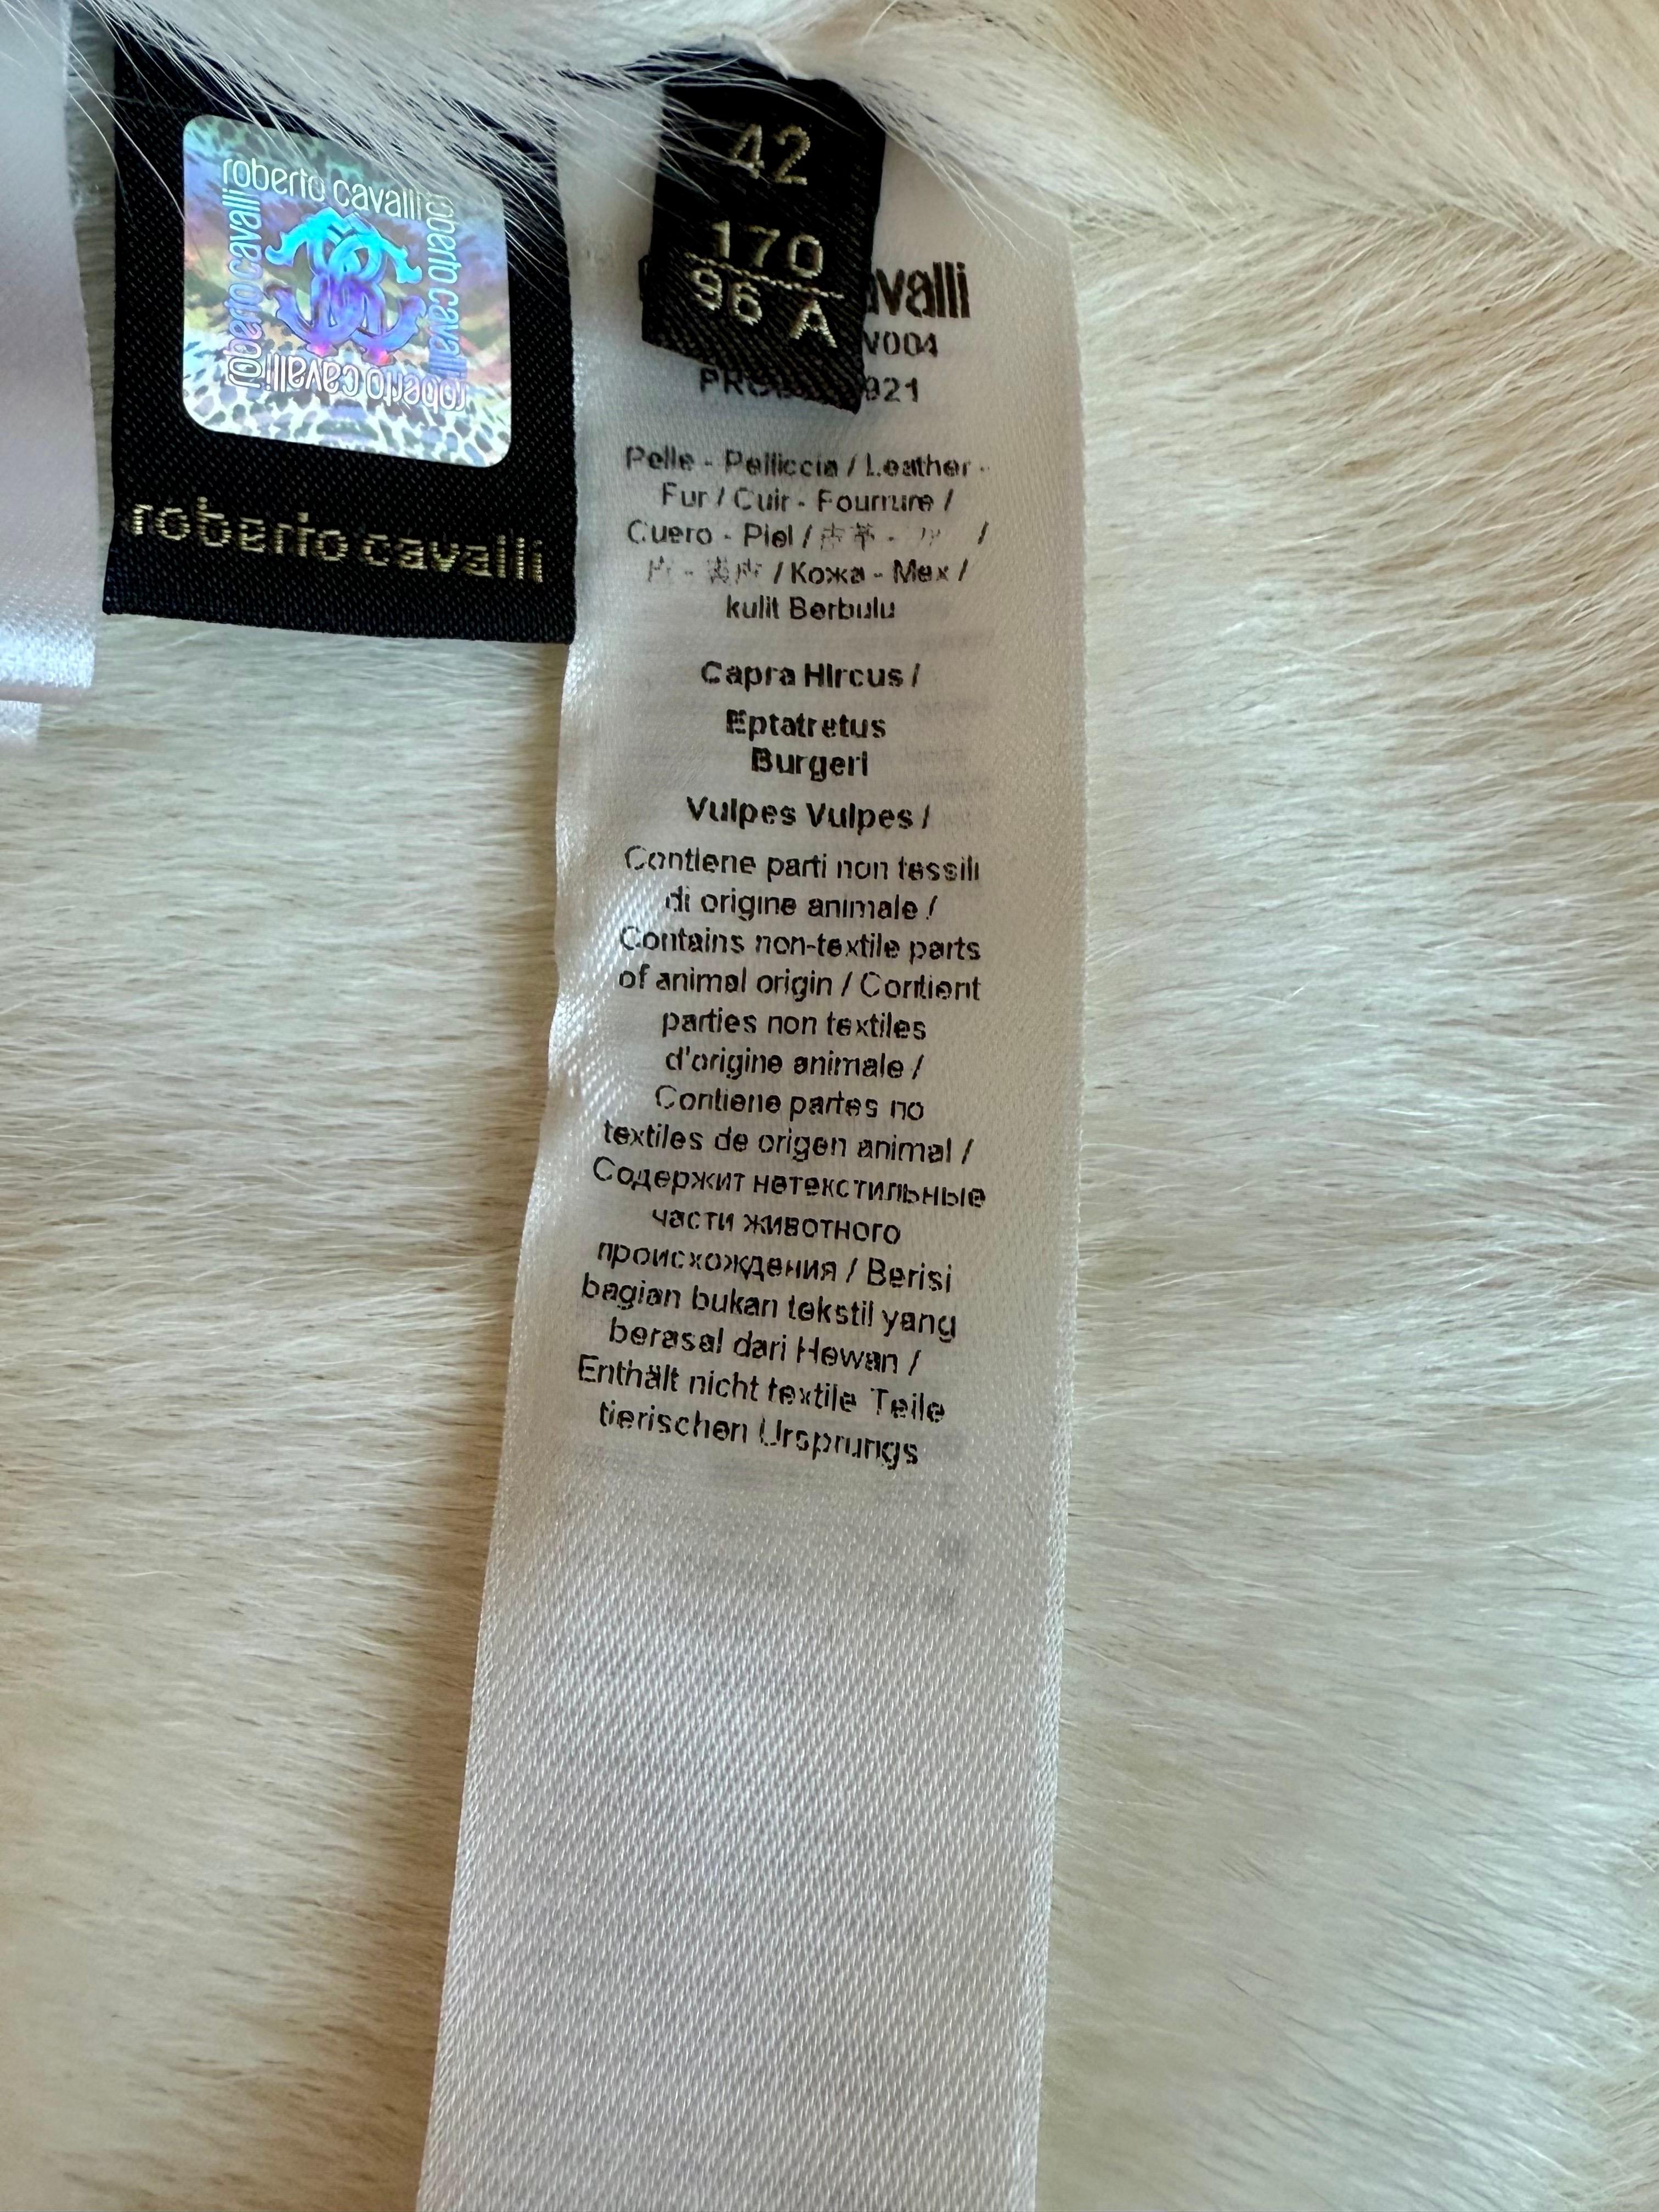 roberto cavalli
roberto cavalli
roberto cavalli
roberto cavalli
roberto cavalli
42
170
96 A
valli
V004
921
Pelle - Pelliccia / Leather -
Fur / Cuir - Fourrure /
Cuero - Piel / 皮革 - /
/ Кожа - Мех /
kulit Berbulu
Capra Hircus /
Eptatretus
Burgeri
Vulpes Vulpes /
Contiene parti non tessili
di origine animale /
Contains non-textile parts
of animal origin / Contient
parties non textiles
d'origine animale /
Contiene partes no
textiles de origen animal /
Содержит нетекстильные
части животного
происхождения / Berisi
bagian bukan tekstil yang
berasal dari Hewan /
Enthält nicht textile Teile
tierischen Ursprungs